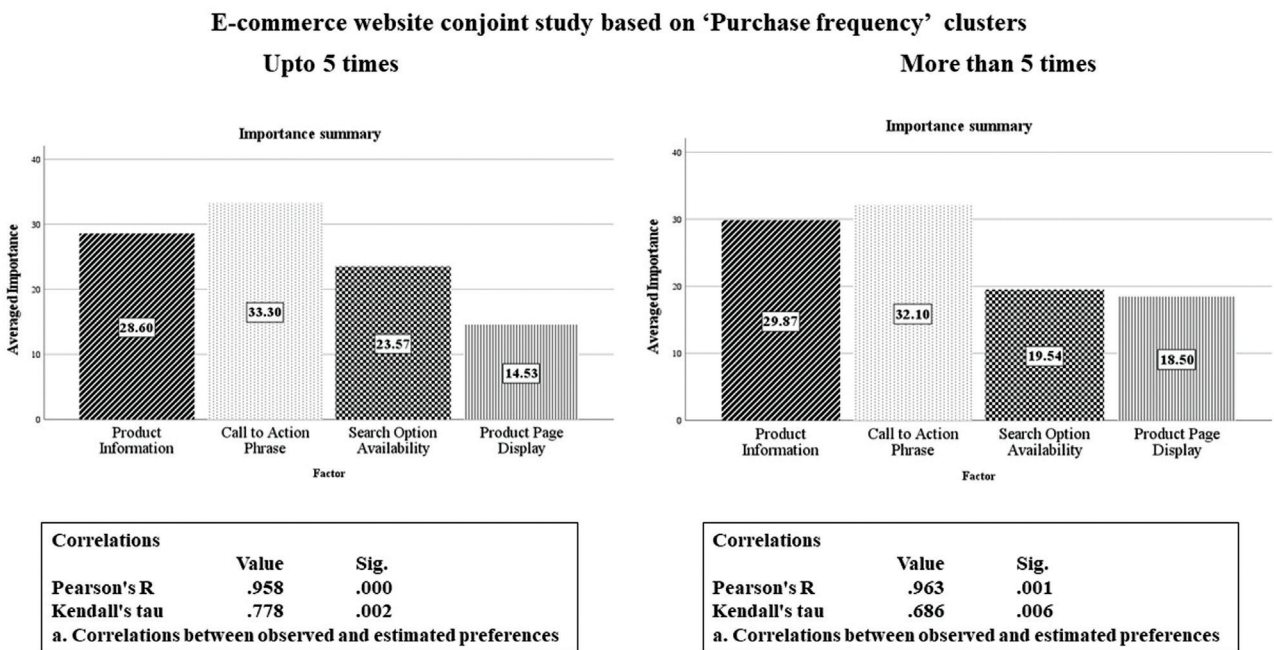 E-commerce website conjoint study based on ‘Purchase frequency’ clusters
Upto 5 times
Importance summary
Averaged Importance
40
30
20
10
0
28.60
33.30
23.57
14.53
Product Information
Call to Action Phrase
Search Option Availability
Product Page Display
Factor
Correlations
Value Sig.
Pearson's R .958 .000
Kendall's tau .778 .002
a. Correlations between observed and estimated preferences
More than 5 times
Importance summary
Averaged Importance
40
30
20
10
0
29.87
32.10
19.54
18.50
Product Information
Call to Action Phrase
Search Option Availability
Product Page Display
Factor
Correlations
Value Sig.
Pearson's R .963 .001
Kendall's tau .686 .006
a. Correlations between observed and estimated preferences